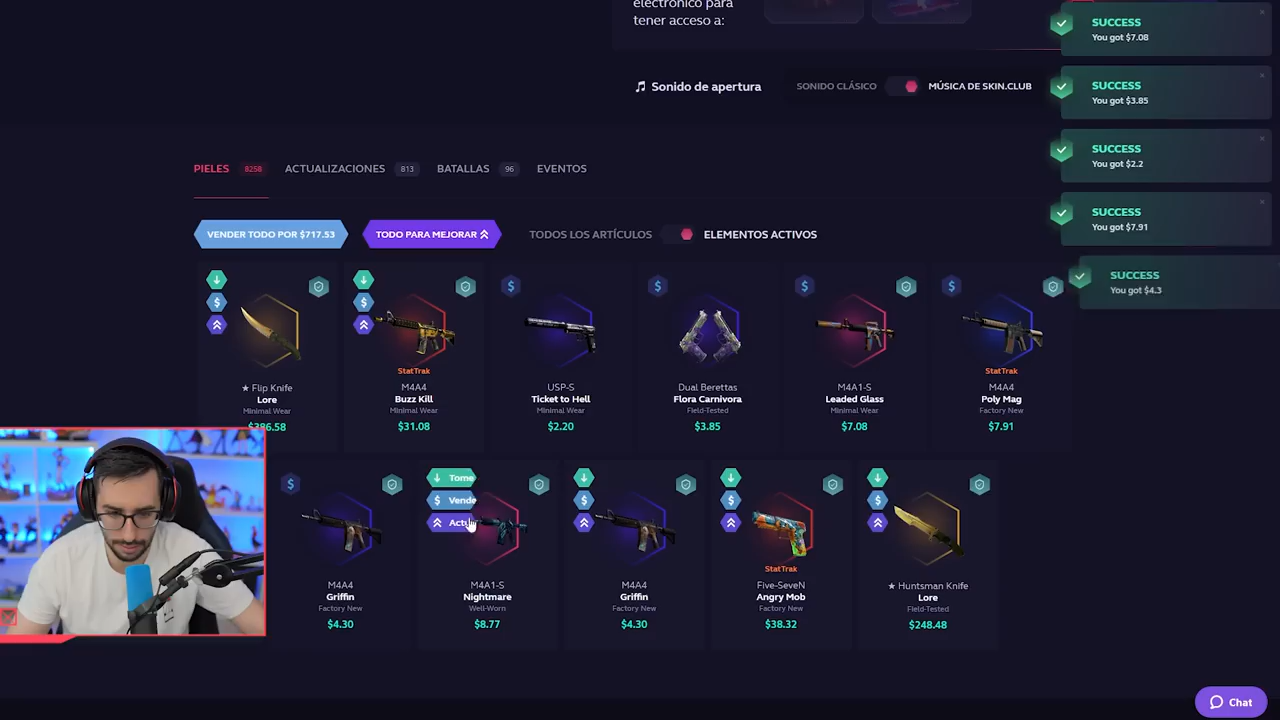 electrónico para
tener acceso a:
Sonido de apertura
SONIDO CLÁSICO
MÚSICA DE SKIN.CLUB
SUCCESS
You got $7.08
SUCCESS
You got $3.85
SUCCESS
You got $2.2
SUCCESS
You got $7.91
SUCCESS
You got $4.3
PIELES 8258
ACTUALIZACIONES 813
BATALLAS 96
EVENTOS
VENDER TODO POR $717.53
TODO PARA MEJORAR
TODOS LOS ARTÍCULOS
ELEMENTOS ACTIVOS
★ Flip Knife
Lore
Minimal Wear
$386.58
StatTrak
M4A4
Buzz Kill
Minimal Wear
$31.08
USP-S
Ticket to Hell
Minimal Wear
$2.20
Dual Berettas
Flora Carnivora
Field-Tested
$3.85
M4A1-S
Leaded Glass
Minimal Wear
$7.08
StatTrak
M4A4
Poly Mag
Factory New
$7.91
M4A4
Griffin
Factory New
$4.30
Tome
Vende
Actu
M4A1-S
Nightmare
Well-Worn
$8.77
M4A4
Griffin
Factory New
$4.30
StatTrak
Five-SeveN
Angry Mob
Factory New
$38.32
★ Huntsman Knife
Lore
Field-Tested
$248.48
Chat